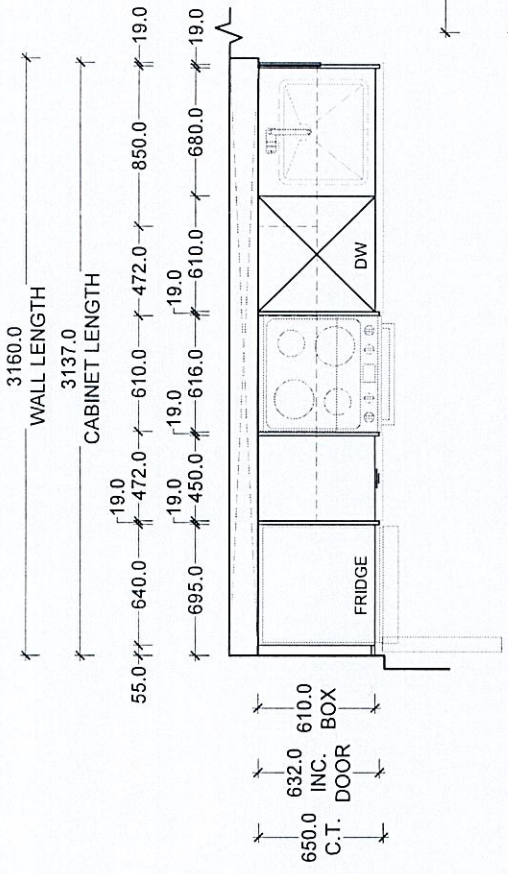 3160.0
WALL LENGTH
3137.0
CABINET LENGTH
19.0
55.0 640.0 472.0 610.0 472.0 850.0 19.0
19.0 19.0 19.0
695.0 450.0 616.0 610.0 680.0 19.0
FRIDGE
DW
610.0
BOX
632.0
INC.
DOOR
650.0
C.T.